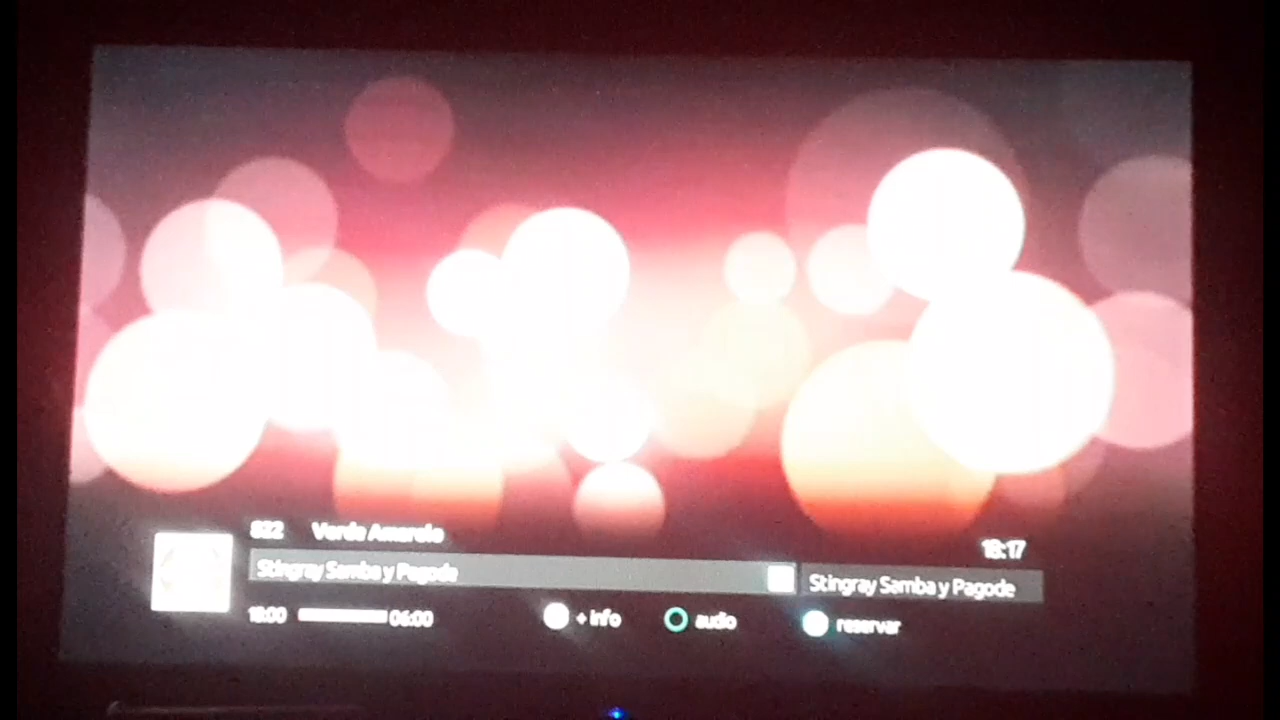 822 Verde Amarelo
18:17
Stingray Samba y Pagode
Stingray Samba y Pagode
18:00 06:00 + info audio reservar